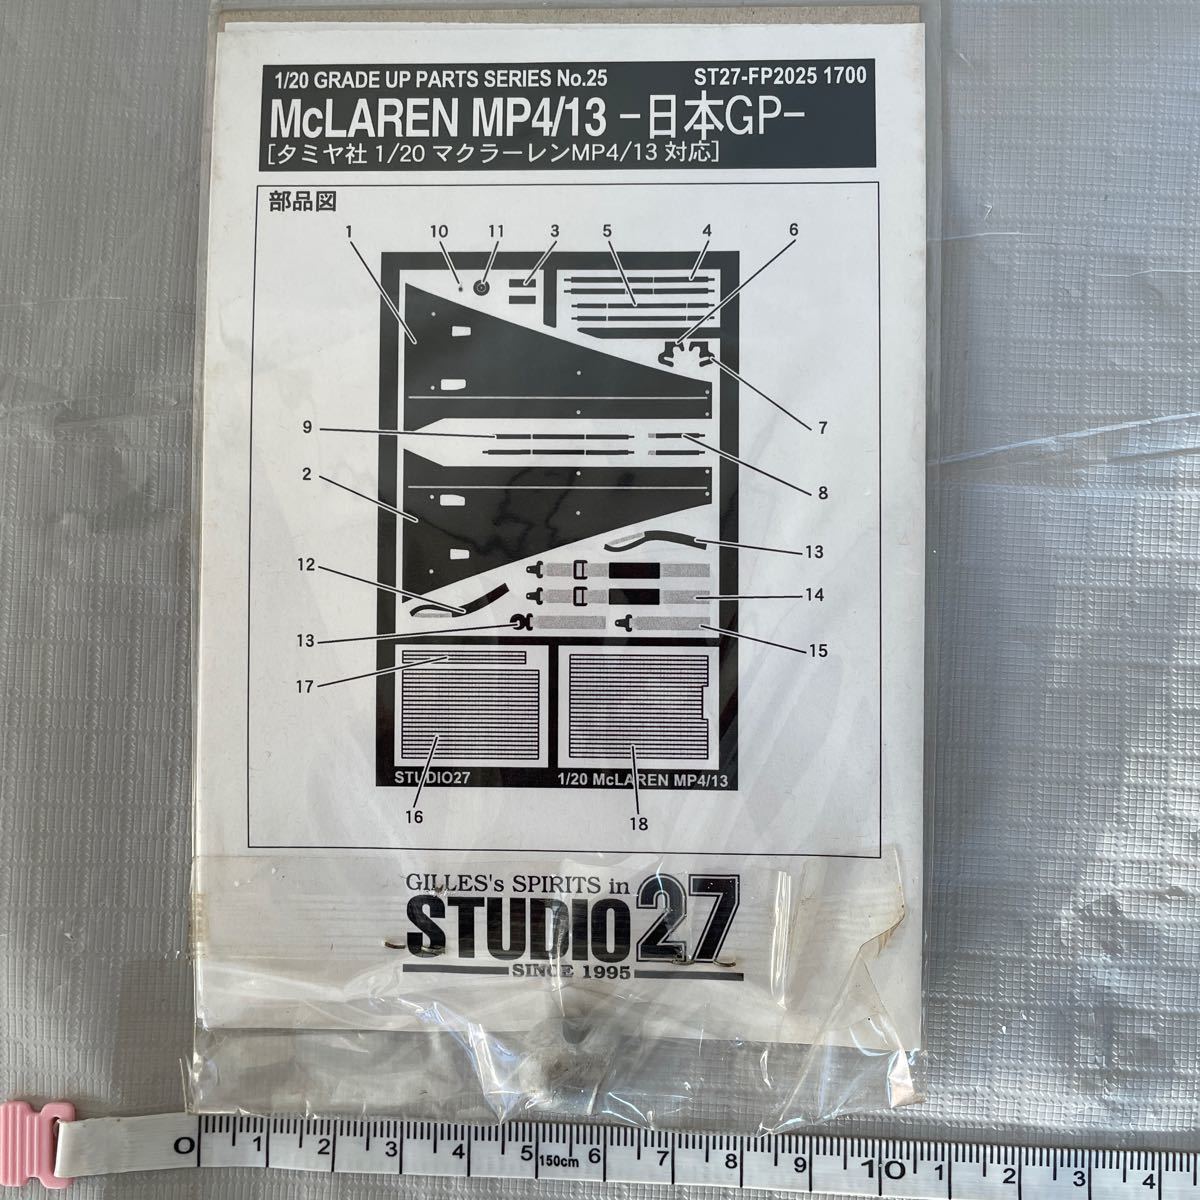 1/20 GRADE UP PARTS SERIES No.25 ST27-FP2025 1700
McLAREN MP4/13 -日本GP-
[タミヤ社 1/20 マクラーレンMP4/13 対応]
部品図
1 10 11 3 5 4 6
9 7
2 8
12 13
14
13 15
17
STUDIO27 1/20 McLAREN MP4/13
16 18
GILLES's SPIRITS in
STUDIO27
SINCE 1995
0 1 2 3 4 5 150cm 6 7 8 9 10 1 2 3 4